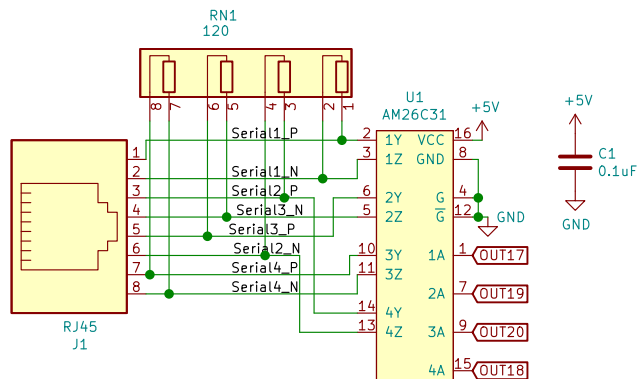 RN1
120
8 7 6 5 4 3 2 1
U1
AM26C31
+5V
+5V
C1
0.1uF
GND
RJ45
J1
1 Serial1_P 2 1Y VCC 16
2 Serial1_N 3 1Z GND 8
3 Serial2_P 6 2Y G 4
4 Serial3_N 5 2Z G 12 GND
5 Serial3_P
6 Serial2_N 10 3Y 1A 1 OUT17
7 Serial4_P 11 3Z
8 Serial4_N 2A 7 OUT19
14 4Y
13 4Z 3A 9 OUT20
4A 15 OUT18